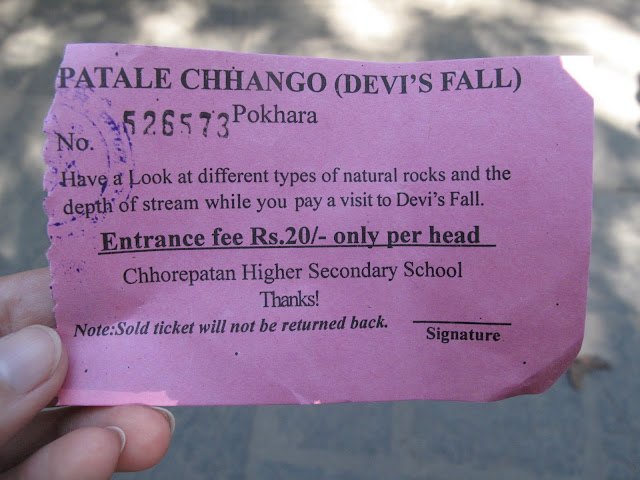 PATALE CHHANGO (DEVI'S FALL)
No. 526573 Pokhara
Have a Look at different types of natural rocks and the
depth of stream while you pay a visit to Devi's Fall.
Entrance fee Rs.20/- only per head
Chhorepatan Higher Secondary School
Thanks!
Note:Sold ticket will not be returned back.
Signature